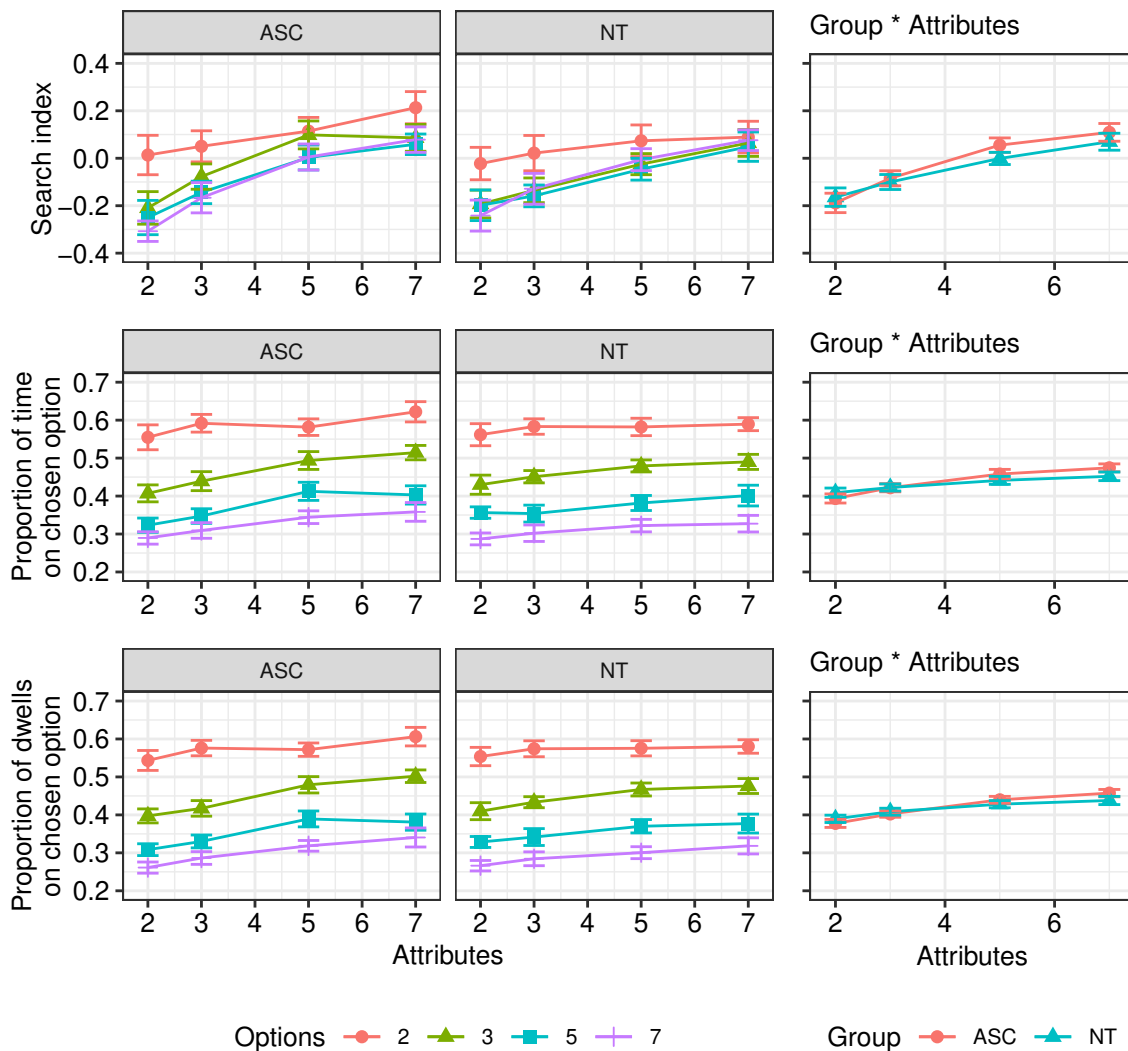 Group * Attributes
ASC NT
Search index
0.4
0.2
0.0
−0.2
−0.4
2 3 4 5 6 7 2 3 4 5 6 7 2 4 6
Group * Attributes
ASC NT
Proportion of time
on chosen option
0.7
0.6
0.5
0.4
0.3
0.2
2 3 4 5 6 7 2 3 4 5 6 7 2 4 6
Group * Attributes
ASC NT
Proportion of dwells
on chosen option
0.7
0.6
0.5
0.4
0.3
0.2
2 3 4 5 6 7 2 3 4 5 6 7 2 4 6
Attributes Attributes
Options 2 3 5 7 Group ASC NT